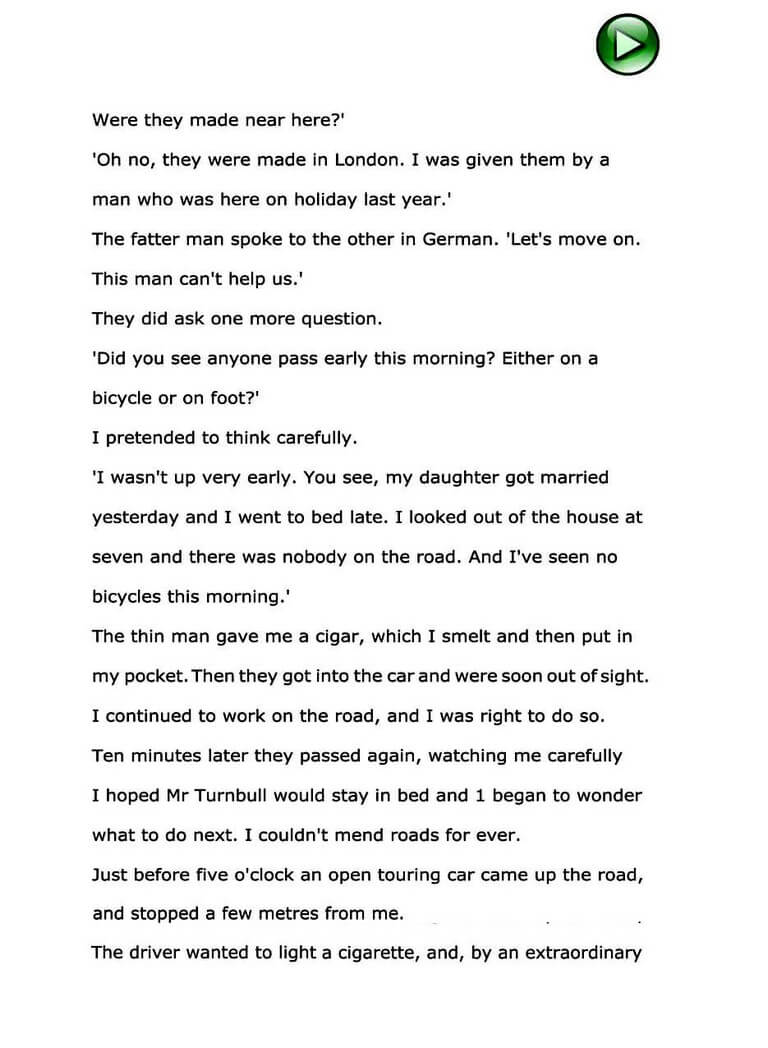 Were they made near here?'
'Oh no, they were made in London. I was given them by a
man who was here on holiday last year.'
The fatter man spoke to the other in German. 'Let's move on.
This man can't help us.'
They did ask one more question.
'Did you see anyone pass early this morning? Either on a
bicycle or on foot?'
I pretended to think carefully.
'I wasn't up very early. You see, my daughter got married
yesterday and I went to bed late. I looked out of the house at
seven and there was nobody on the road. And I've seen no
bicycles this morning.'
The thin man gave me a cigar, which I smelt and then put in
my pocket. Then they got into the car and were soon out of sight.
I continued to work on the road, and I was right to do so.
Ten minutes later they passed again, watching me carefully
I hoped Mr Turnbull would stay in bed and 1 began to wonder
what to do next. I couldn't mend roads for ever.
Just before five o'clock an open touring car came up the road,
and stopped a few metres from me.
The driver wanted to light a cigarette, and, by an extraordinary